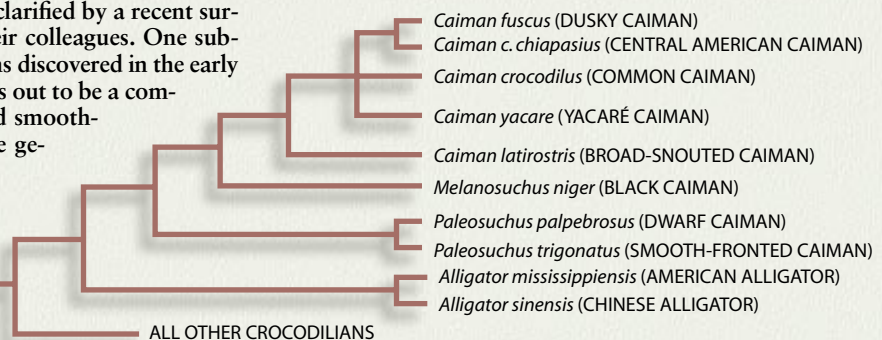 clarified by a recent sur-
eir colleagues. One sub-
ns discovered in the early
s out to be a com-
d smooth-
e ge-
Caiman fuscus (DUSKY CAIMAN)
Caiman c. chiapasius (CENTRAL AMERICAN CAIMAN)
Caiman crocodilus (COMMON CAIMAN)
Caiman yacare (YACARÉ CAIMAN)
Caiman latirostris (BROAD-SNOUTED CAIMAN)
Melanosuchus niger (BLACK CAIMAN)
Paleosuchus palpebrosus (DWARF CAIMAN)
Paleosuchus trigonatus (SMOOTH-FRONTED CAIMAN)
Alligator mississippiensis (AMERICAN ALLIGATOR)
Alligator sinensis (CHINESE ALLIGATOR)
ALL OTHER CROCODILIANS